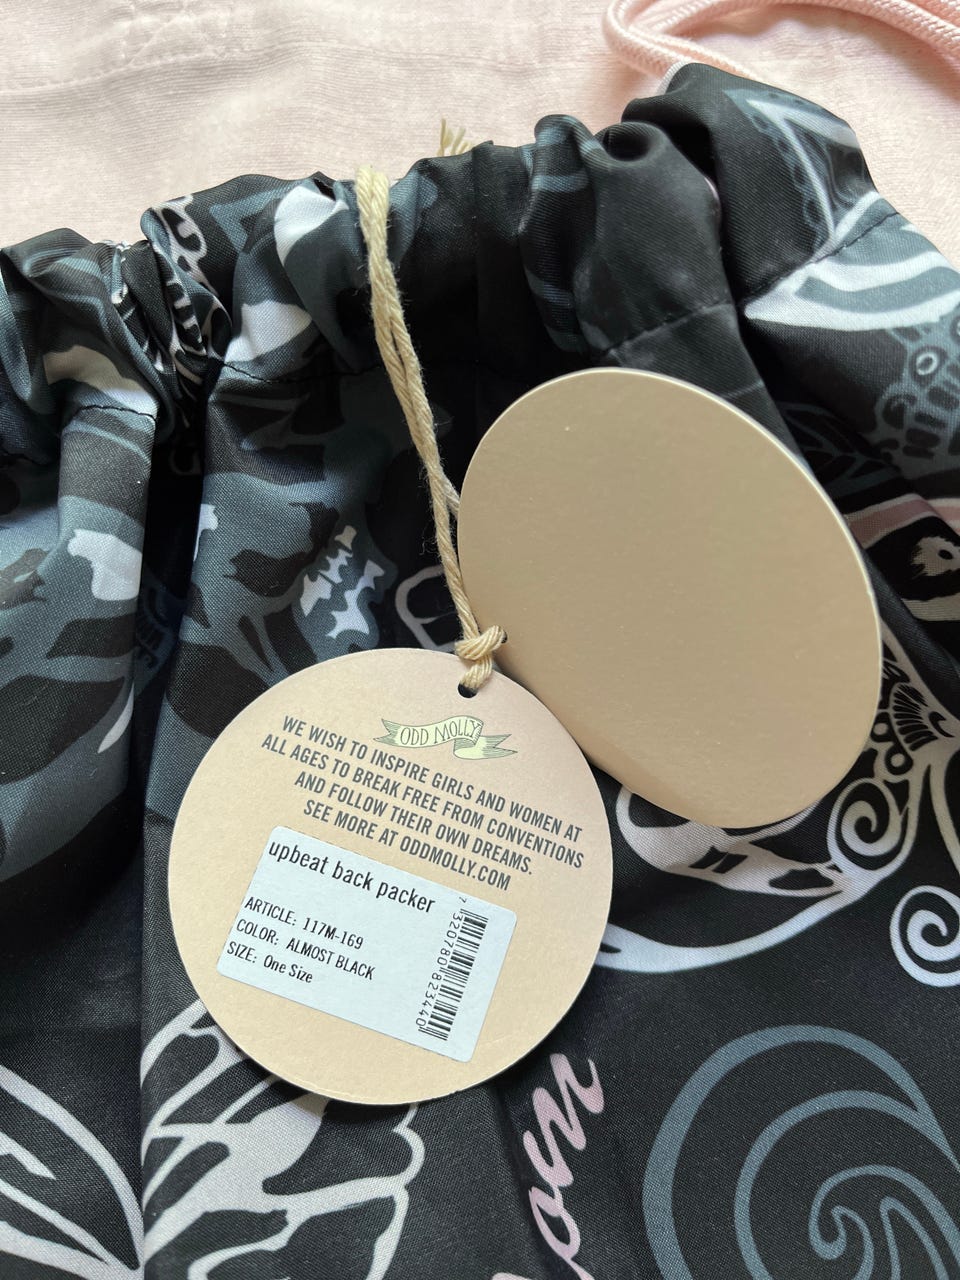 ODD MOLLY
WE WISH TO INSPIRE GIRLS AND WOMEN AT
ALL AGES TO BREAK FREE FROM CONVENTIONS
AND FOLLOW THEIR OWN DREAMS.
SEE MORE AT ODDMOLLY.COM
upbeat back packer
ARTICLE: 117M-169
COLOR: ALMOST BLACK
SIZE: One Size
7320780823440